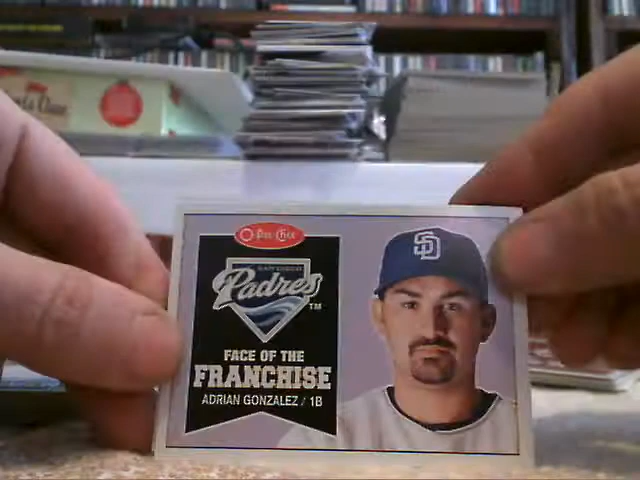 O-Pee-Chee
SAN DIEGO
Padres
TM
FACE OF THE
FRANCHISE
ADRIAN GONZALEZ / 1B
SD